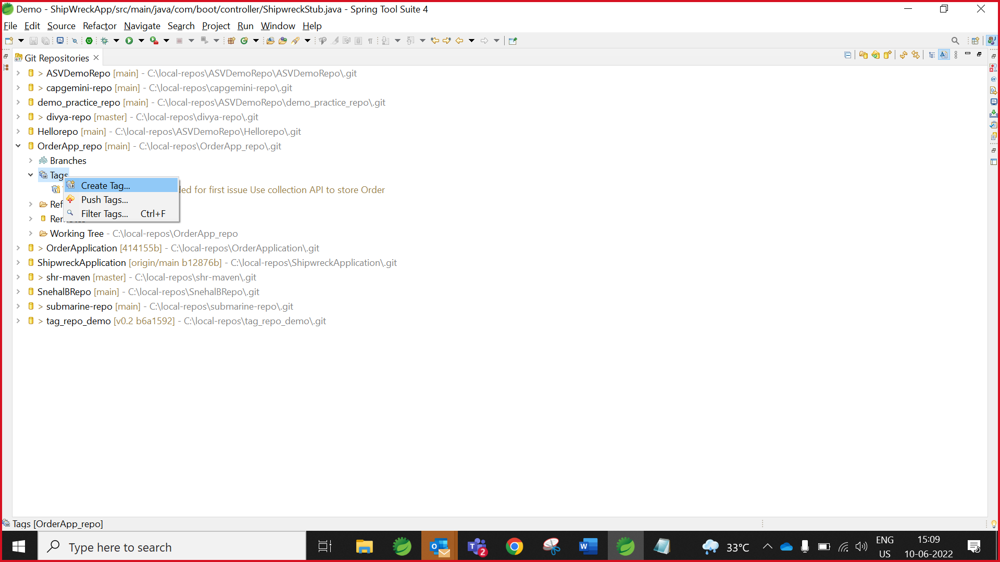 Demo - ShipWreckApp/src/main/java/com/boot/controller/ShipwreckStub.java - Spring Tool Suite 4
File Edit Source Refactor Navigate Search Project Run Window Help
Git Repositories
> ASVDemoRepo [main] - C:\local-repos\ASVDemoRepo\ASVDemoRepo\.git
> capgemini-repo [main] - C:\local-repos\capgemini-repo\.git
demo_practice_repo [main] - C:\local-repos\ASVDemoRepo\demo_practice_repo\.git
> divya-repo [master] - C:\local-repos\divya-repo\.git
Hellorepo [main] - C:\local-repos\ASVDemoRepo\Hellorepo\.git
OrderApp_repo [main] - C:\local-repos\OrderApp_repo\.git
Branches
Tags
Create Tag...
for first issue Use collection API to store Order
Push Tags...
Filter Tags... Ctrl+F
Working Tree - C:\local-repos\OrderApp_repo
> OrderApplication [414155b] - C:\local-repos\OrderApplication\.git
ShipwreckApplication [origin/main b12876b] - C:\local-repos\ShipwreckApplication\.git
> shr-maven [master] - C:\local-repos\shr-maven\.git
SnehalBRepo [main] - C:\local-repos\SnehalBRepo\.git
> submarine-repo [main] - C:\local-repos\submarine-repo\.git
> tag_repo_demo [v0.2 b6a1592] - C:\local-repos\tag_repo_demo\.git
Tags [OrderApp_repo]
Type here to search
2
33°C
ENG
US
15:09
10-06-2022